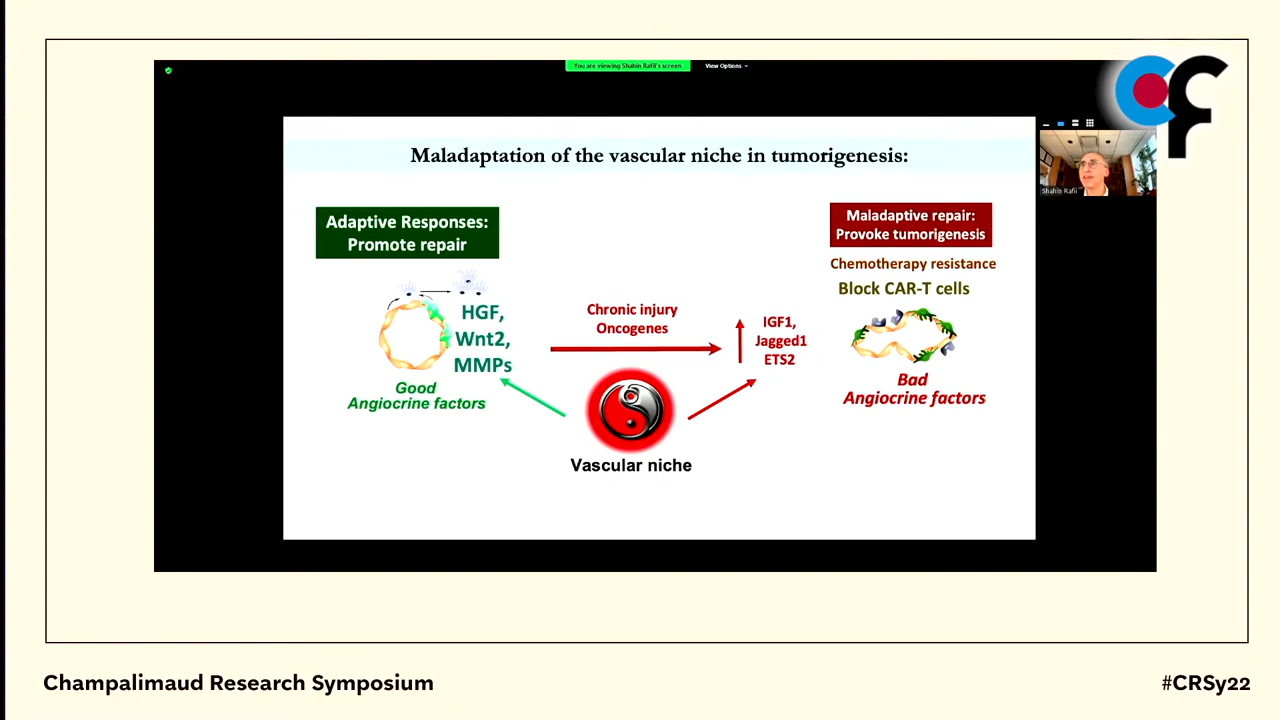 You are viewing Shahin Rafii's screen
View Options
Cf
Shahin Rafii
Maladaptation of the vascular niche in tumorigenesis:
Adaptive Responses:
Promote repair
HGF,
Wnt2,
MMPs
Good
Angiocrine factors
Chronic injury
Oncogenes
Vascular niche
IGF1,
Jagged1
ETS2
Maladaptive repair:
Provoke tumorigenesis
Chemotherapy resistance
Block CAR-T cells
Bad
Angiocrine factors
Champalimaud Research Symposium
#CRSy22